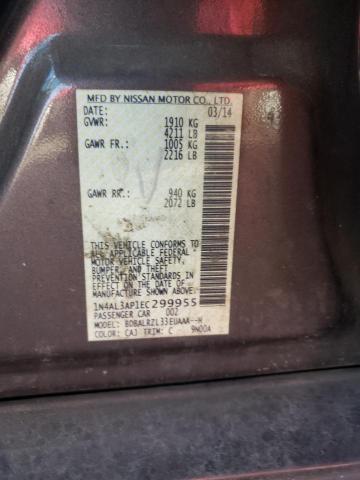 MFD BY NISSAN MOTOR CO., LTD.
DATE: 03/14
GVWR: 1910 KG
4211 LB
GAWR FR: 1005 KG
2216 LB
GAWR RR: 940 KG
2072 LB
THIS VEHICLE CONFORMS TO ALL
APPLICABLE FEDERAL
MOTOR VEHICLE SAFETY,
BUMPER, AND THEFT
PREVENTION STANDARDS IN
EFFECT ON THE DATE OF
MANUFACTURE SHOWN ABOVE.
1N4AL3AP1EC299955
PASSENGER CAR 002
MODEL: BDBALRZL33EUAAA--H
COLOR: CAJ TRIM: C 9N00A